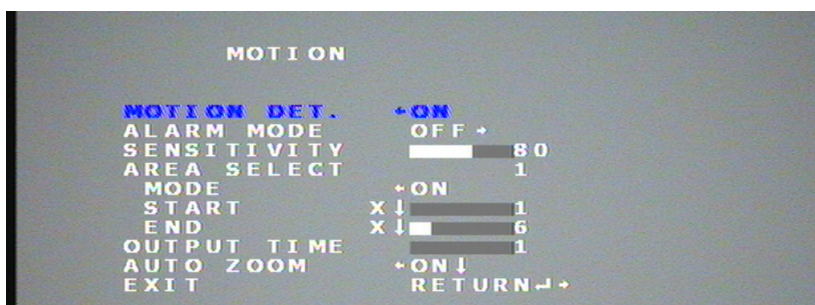 MOTION
MOTION DET. ←ON
ALARM MODE OFF→
SENSITIVITY 80
AREA SELECT 1
MODE ←ON
START X↓ 1
END X↓ 6
OUTPUT TIME 1
AUTO ZOOM ←ON↓
EXIT RETURN↵→